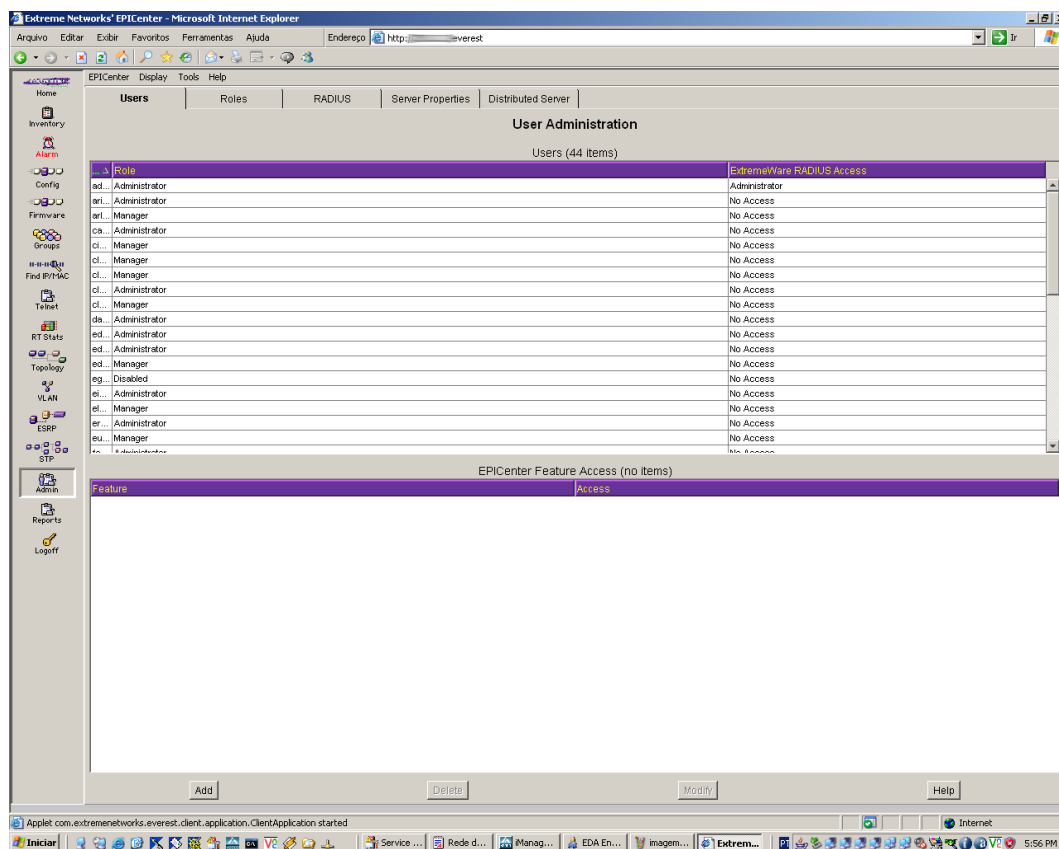 Extreme Networks' EPICenter - Microsoft Internet Explorer
Arquivo Editar Exibir Favoritos Ferramentas Ajuda Endereço http:/ everest Ir
EPICenter Display Tools Help
Home
Inventory
Alarm
Config
Firmware
Groups
Find IP/MAC
Telnet
RT Stats
Topology
VLAN
ESRP
STP
Admin
Reports
Logoff
Users Roles RADIUS Server Properties Distributed Server
User Administration
Users (44 items)
... Role ExtremeWare RADIUS Access
ad... Administrator Administrator
ari... Administrator No Access
arl... Manager No Access
ca... Administrator No Access
ci... Manager No Access
cl... Manager No Access
cl... Manager No Access
cl... Administrator No Access
cl... Manager No Access
da... Administrator No Access
ed... Administrator No Access
ed... Administrator No Access
ed... Manager No Access
eg... Disabled No Access
ei... Administrator No Access
el... Manager No Access
er... Administrator No Access
eu... Manager No Access
fa... Administrator No Access
EPICenter Feature Access (no items)
Feature Access
Add Delete Modify Help
Applet com.extremenetworks.everest.client.application.ClientApplication started Internet
Iniciar Service ... Rede d... Manag... EDA En... imagem... Extrem... PT 5:56 PM